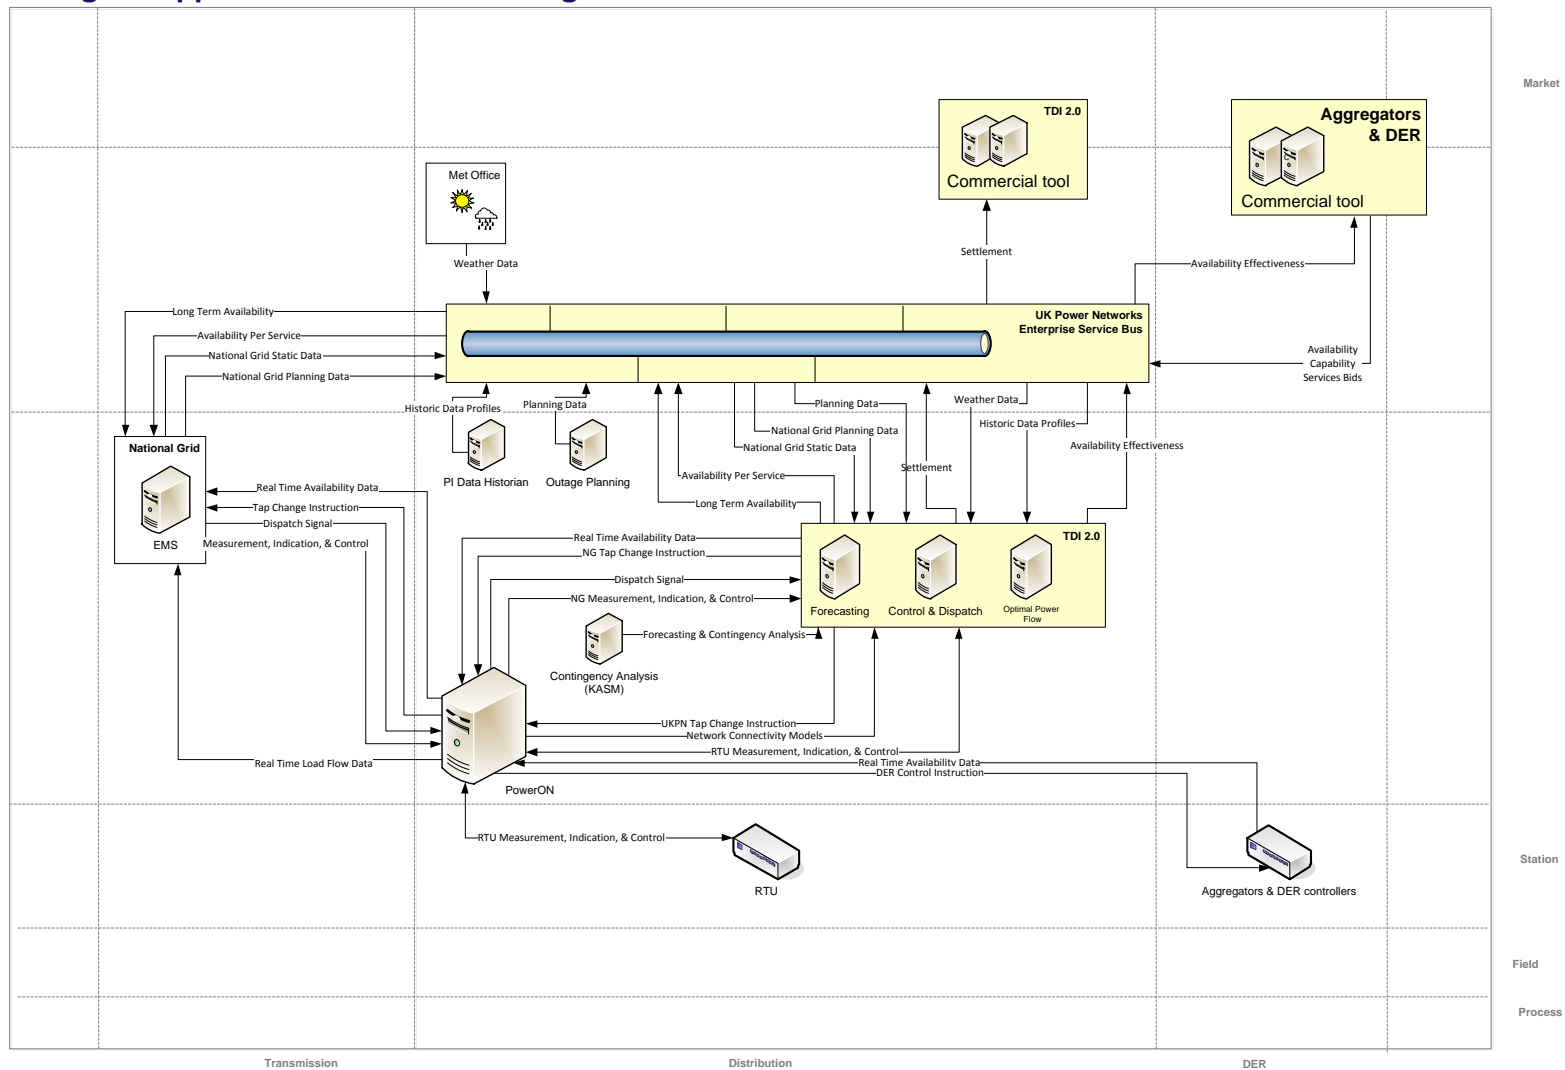 Market
TDI 2.0
Commercial tool
Aggregators
& DER
Commercial tool
Met Office
Weather Data
Settlement
Availability Effectiveness
UK Power Networks
Enterprise Service Bus
Long Term Availability
Availability Per Service
National Grid Static Data
National Grid Planning Data
Availability
Capability
Services Bids
Historic Data Profiles
Planning Data
Planning Data
Weather Data
Historic Data Profiles
National Grid Planning Data
National Grid Static Data
Availability Effectiveness
Settlement
Availability Per Service
Long Term Availability
PI Data Historian
Outage Planning
National Grid
EMS
Real Time Availability Data
Tap Change Instruction
Dispatch Signal
Measurement, Indication, & Control
Real Time Availability Data
NG Tap Change Instruction
Dispatch Signal
NG Measurement, Indication, & Control
TDI 2.0
Forecasting
Control & Dispatch
Optimal Power
Flow
Forecasting & Contingency Analysis
Contingency Analysis
(KASM)
UKPN Tap Change Instruction
Network Connectivity Models
RTU Measurement, Indication, & Control
Real Time Availability Data
DER Control Instruction
Real Time Load Flow Data
PowerON
RTU Measurement, Indication, & Control
RTU
Aggregators & DER controllers
Station
Field
Process
Transmission
Distribution
DER